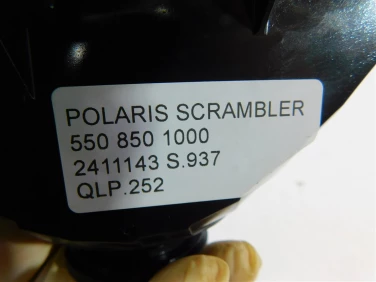 POLARIS SCRAMBLER
550 850 1000
2411143 S.937
QLP.252